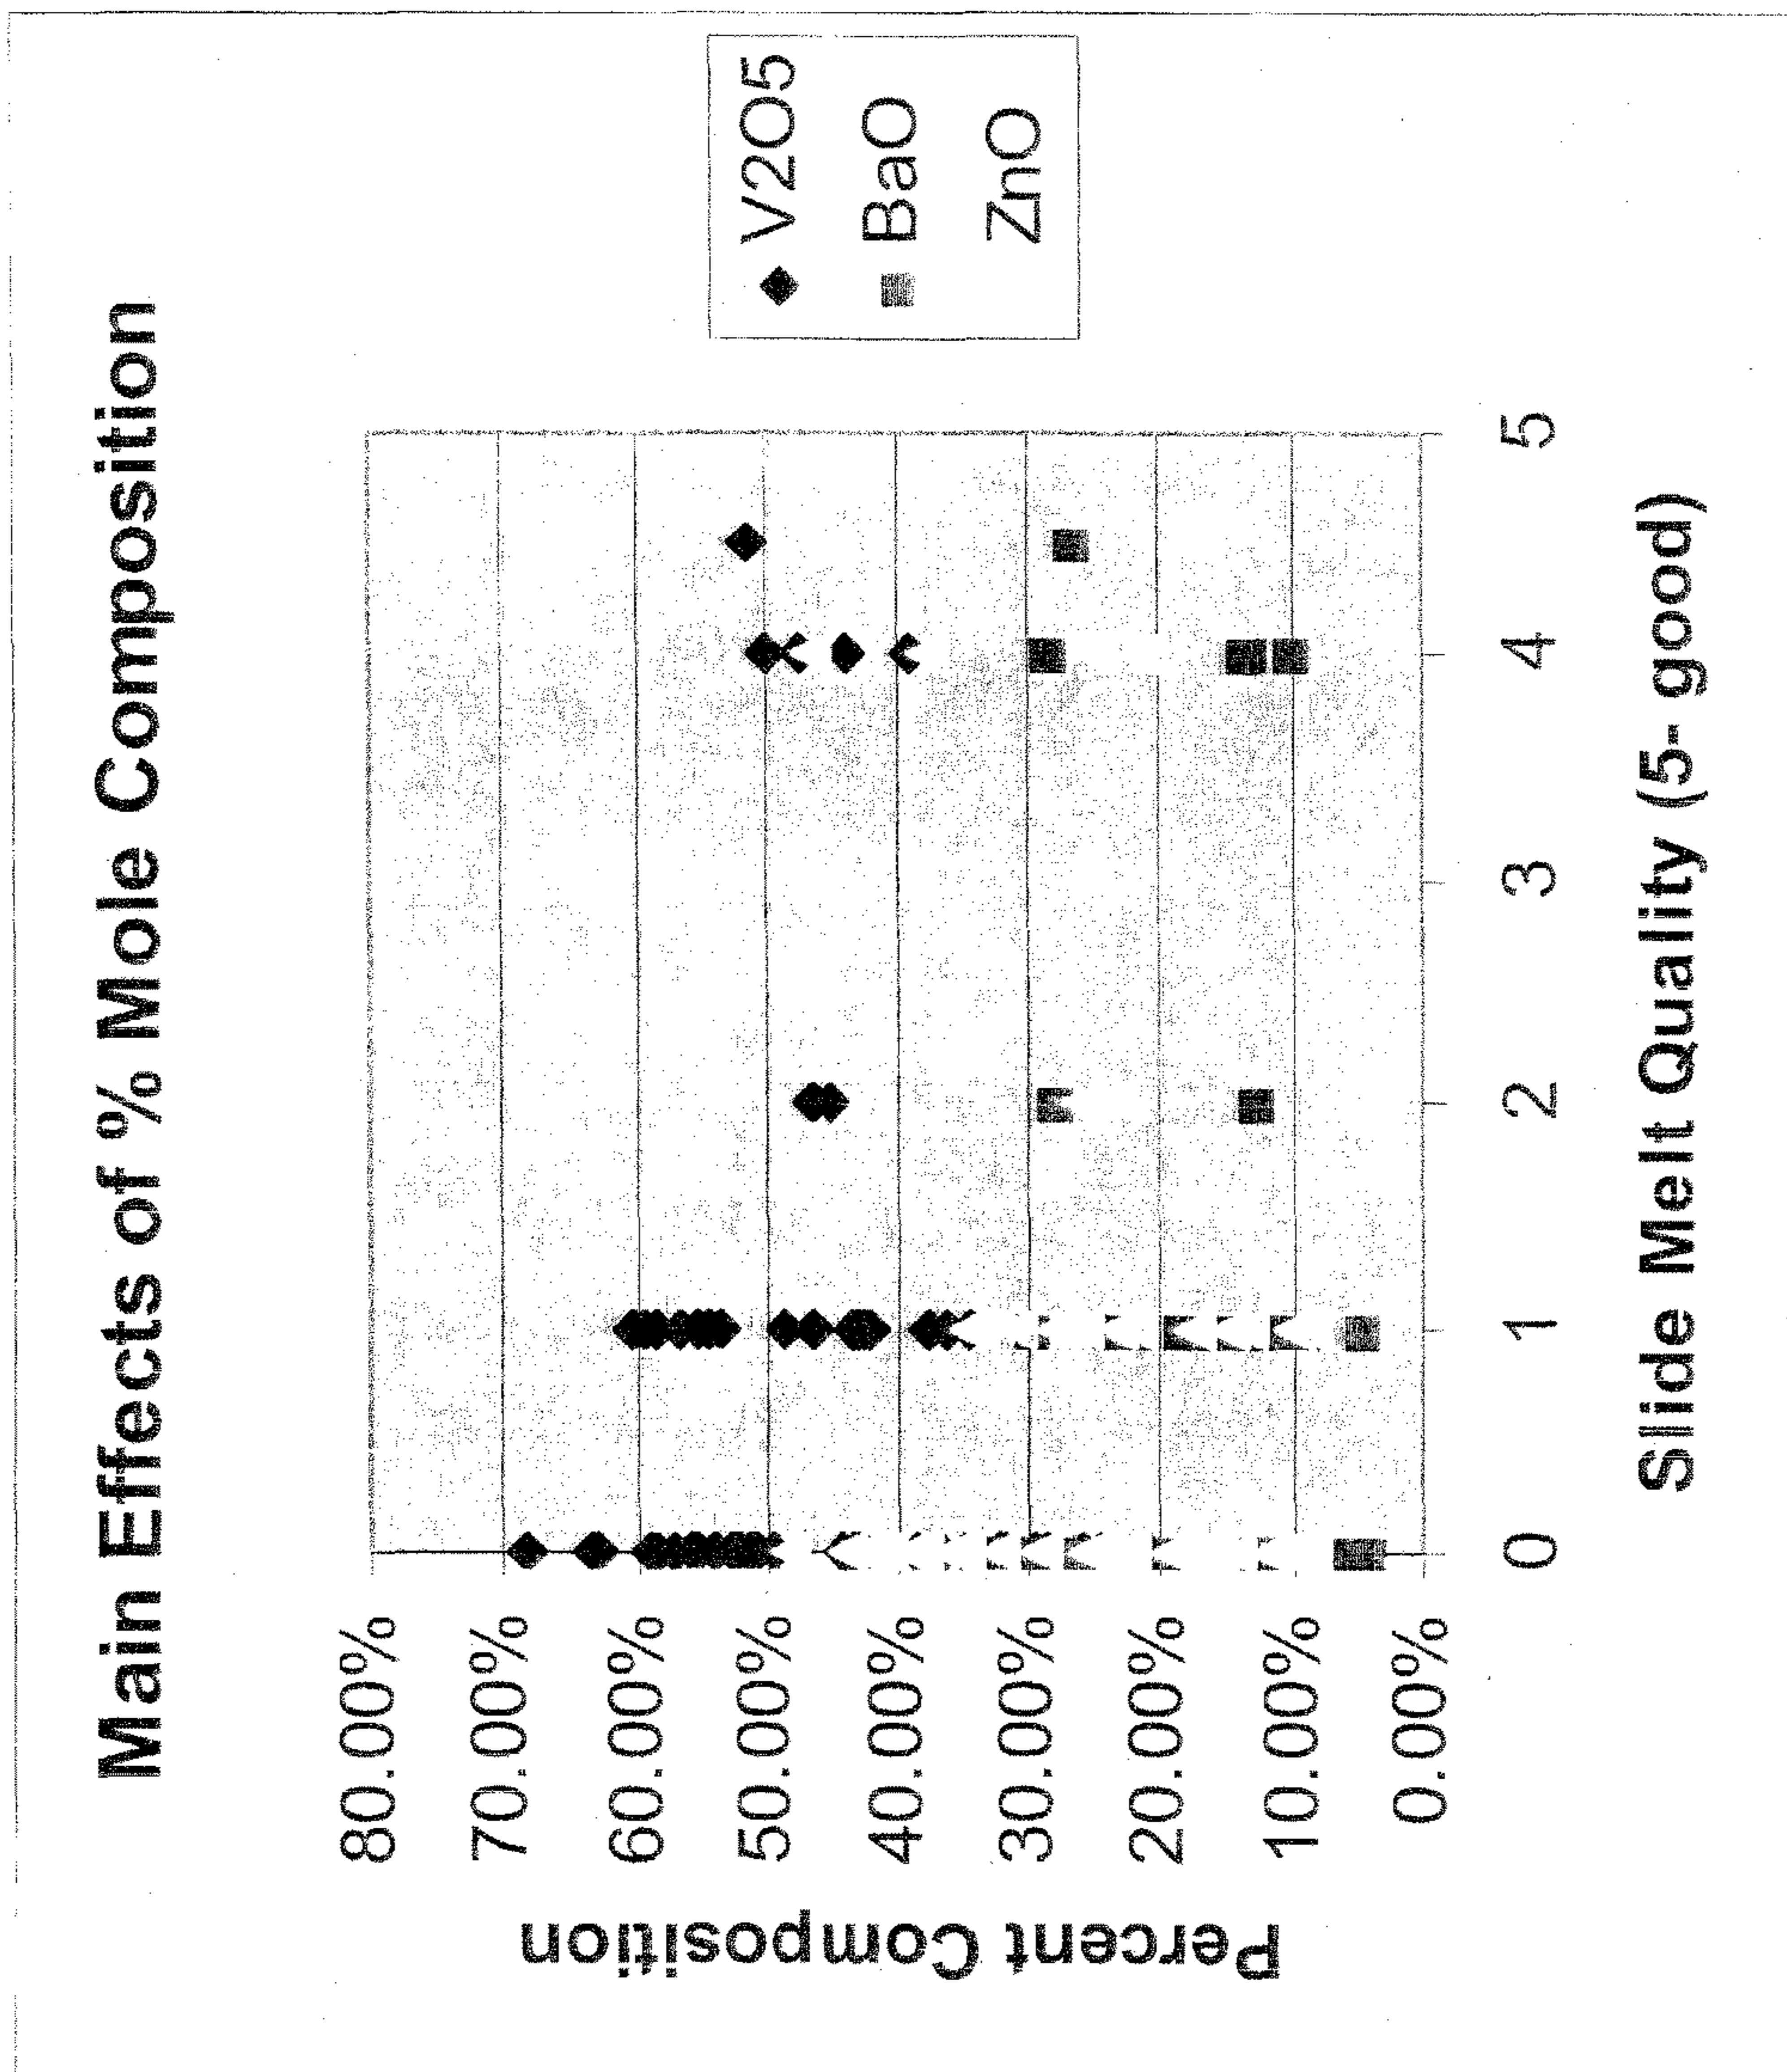 Main Effects of % Mole Composition
80.00%
70.00%
60.00%
50.00%
40.00%
30.00%
20.00%
10.00%
0.00%
Percent Composition
0 1 2 3 4 5
Slide Melt Quality (5- good)
V2O5
BaO
ZnO